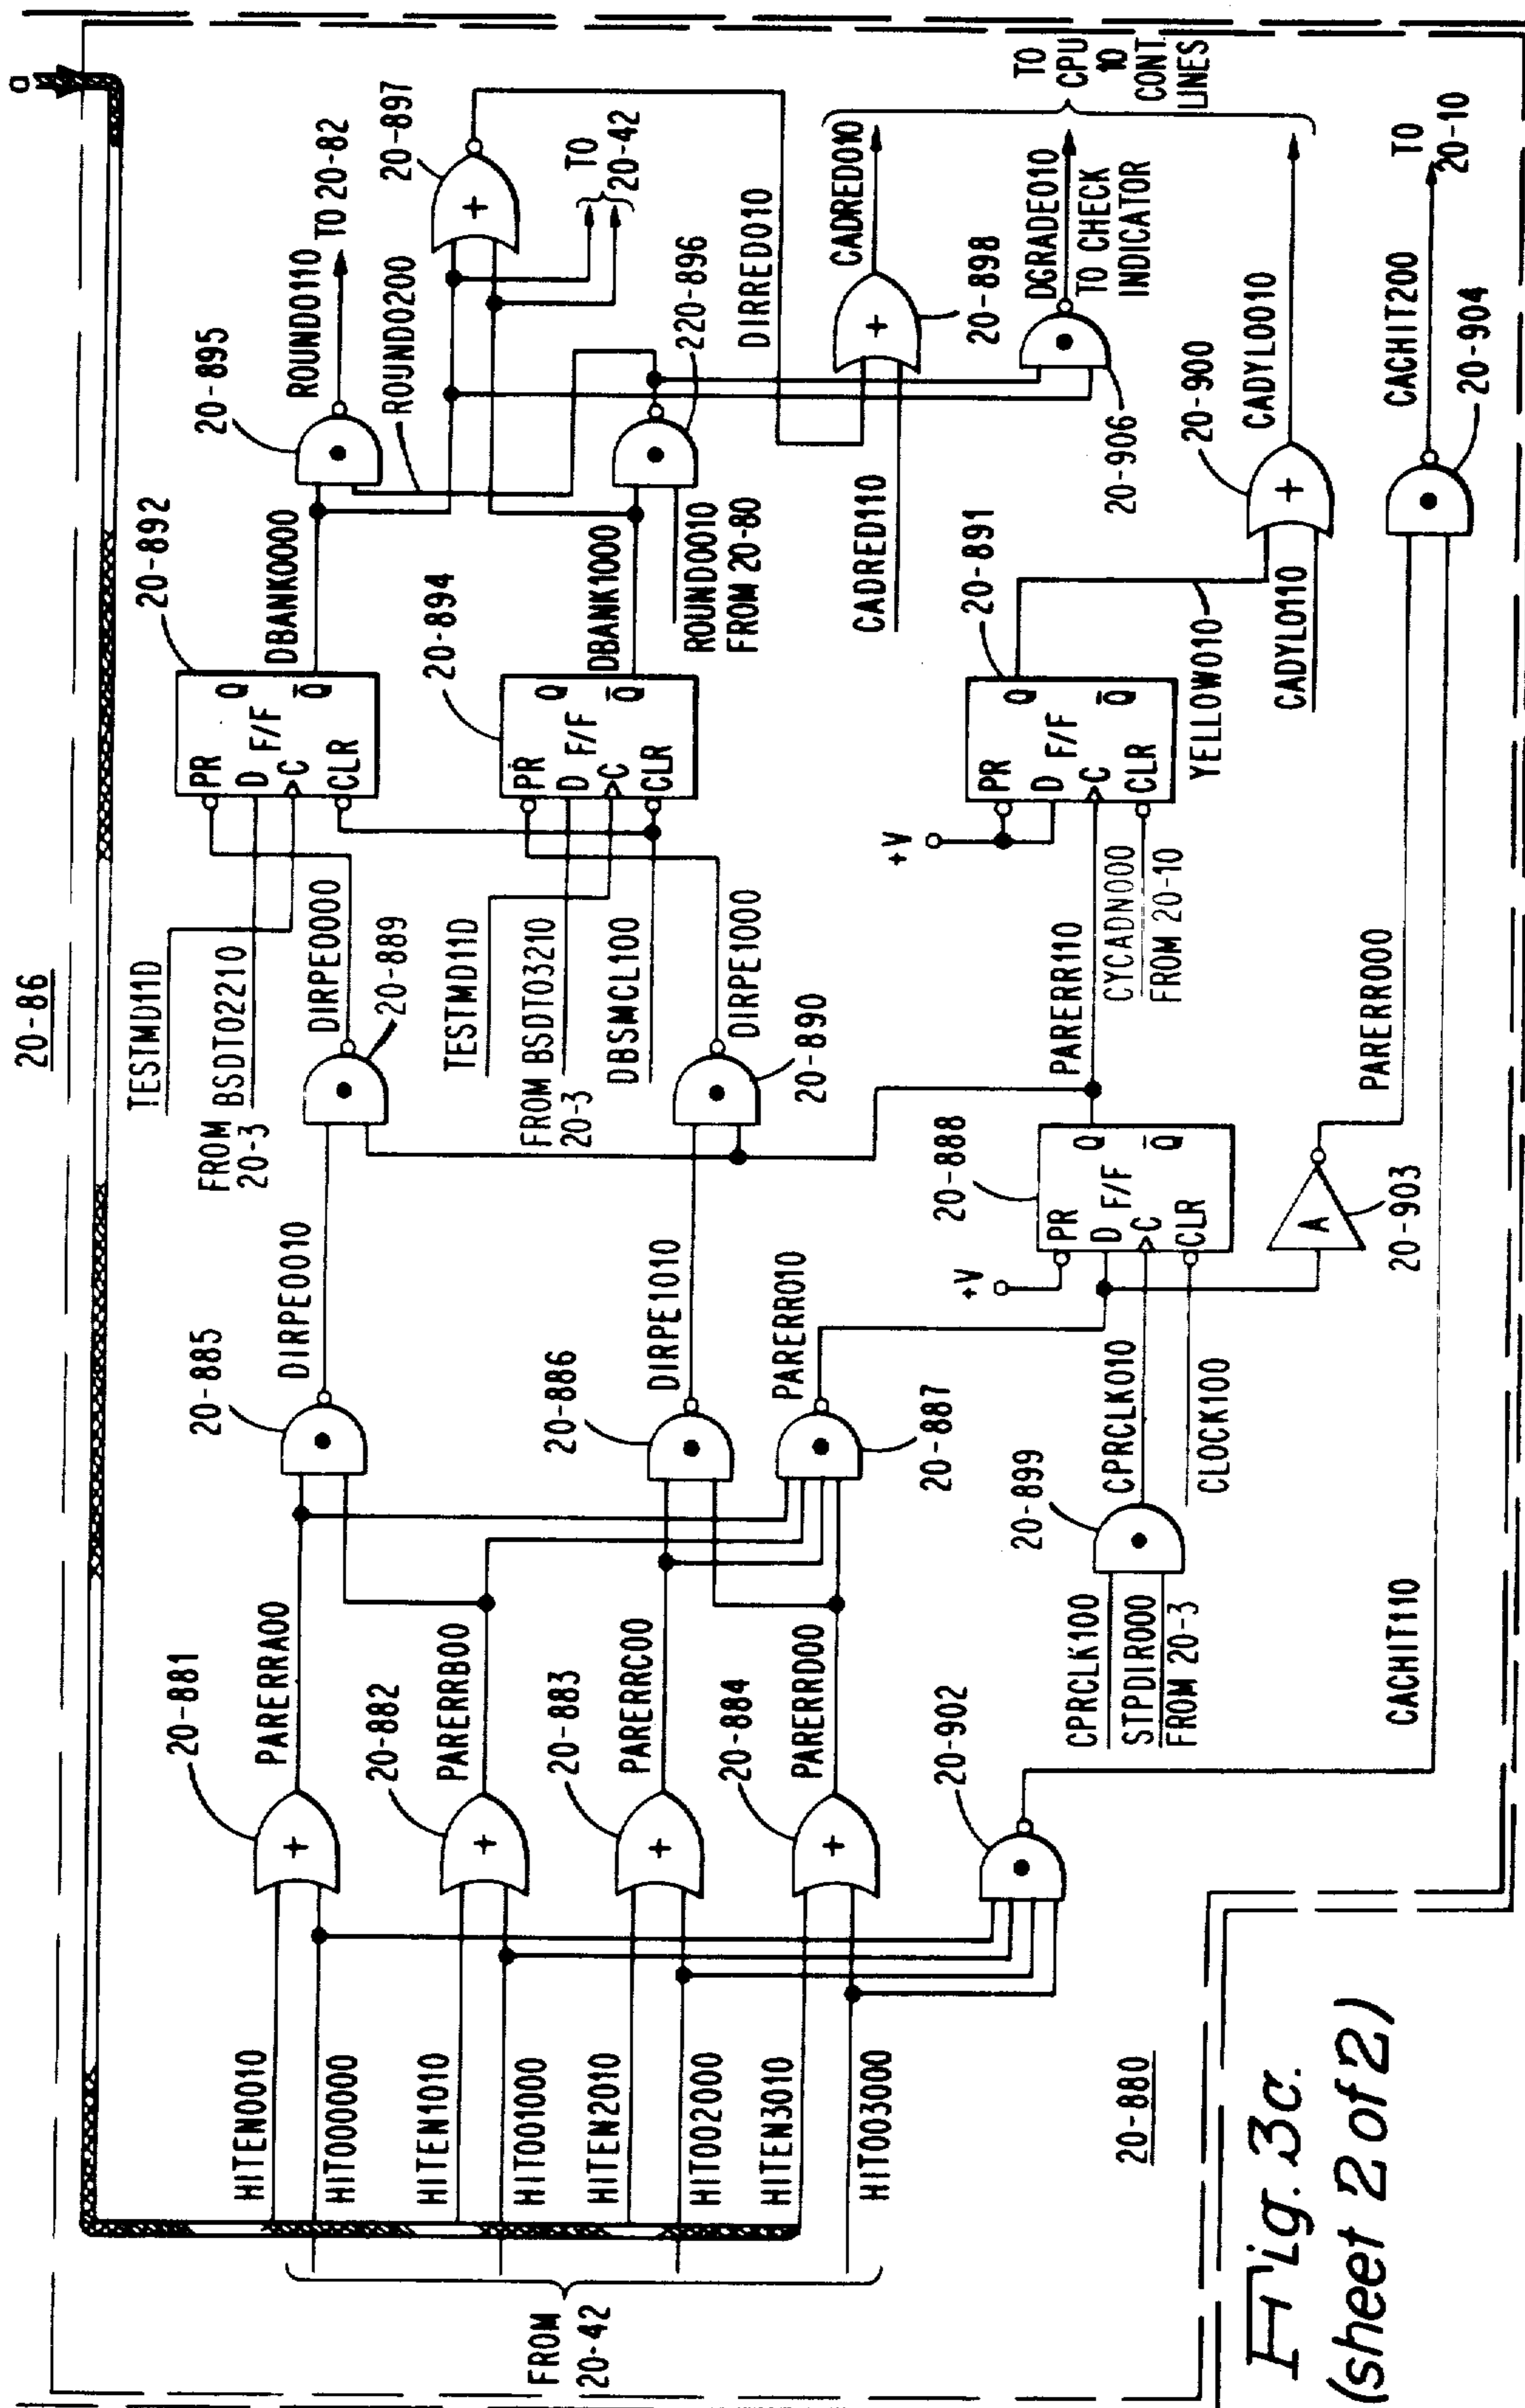 20-86
a
FROM
20-42
HITEN0010
HIT000000
HITEN1010
HIT001000
HITEN2010
HIT002000
HITEN3010
HIT003000
20-881
+
PARERRA00
20-882
+
PARERRB00
20-883
+
PARERRC00
20-884
+
PARERRD00
20-902
20-885
DIRPE0010
20-886
DIRPE1010
PARERR010
20-887
20-899
CPRCLK100
STPDIR000
FROM 20-3
CPRCLK010
CLOCK100
CACHIT110
TESTMD11D
FROM BSDT02210
20-3
DIRPE0000
20-889
TESTMD11D
FROM BSDT03210
20-3
DBSMCL100
DIRPE1000
20-890
20-888
+V
PR
D
F/F
C
CLR
Q
Q̄
PARERR110
A
20-903
PARERR000
20-892
PR
D
F/F
C
CLR
Q
Q̄
DBANK0000
20-894
PR
D
F/F
C
CLR
Q
Q̄
DBANK1000
+V
20-891
PR
D
F/F
C
CLR
Q
Q̄
CYCADN000
FROM 20-10
YELLOW010
20-895
ROUND0110
TO 20-82
ROUND0200
220-896
ROUND0010
FROM 20-80
20-897
+
TO
20-42
DIRRED010
CADRED110
+
CADRED010
20-898
DGRADE010
TO CHECK
INDICATOR
20-906
20-900
+
CADYL0010
CADYL0110
TO
CPU
10
CONT.
LINES
CACHIT200
TO
20-10
20-904
20-880
Fig. 3c.
(sheet 2 of 2)